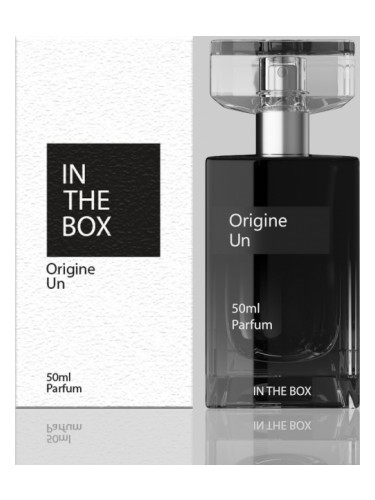 IN
THE
BOX
Origine
Un
50ml
Parfum
Origine
Un
50ml
Parfum
IN THE BOX